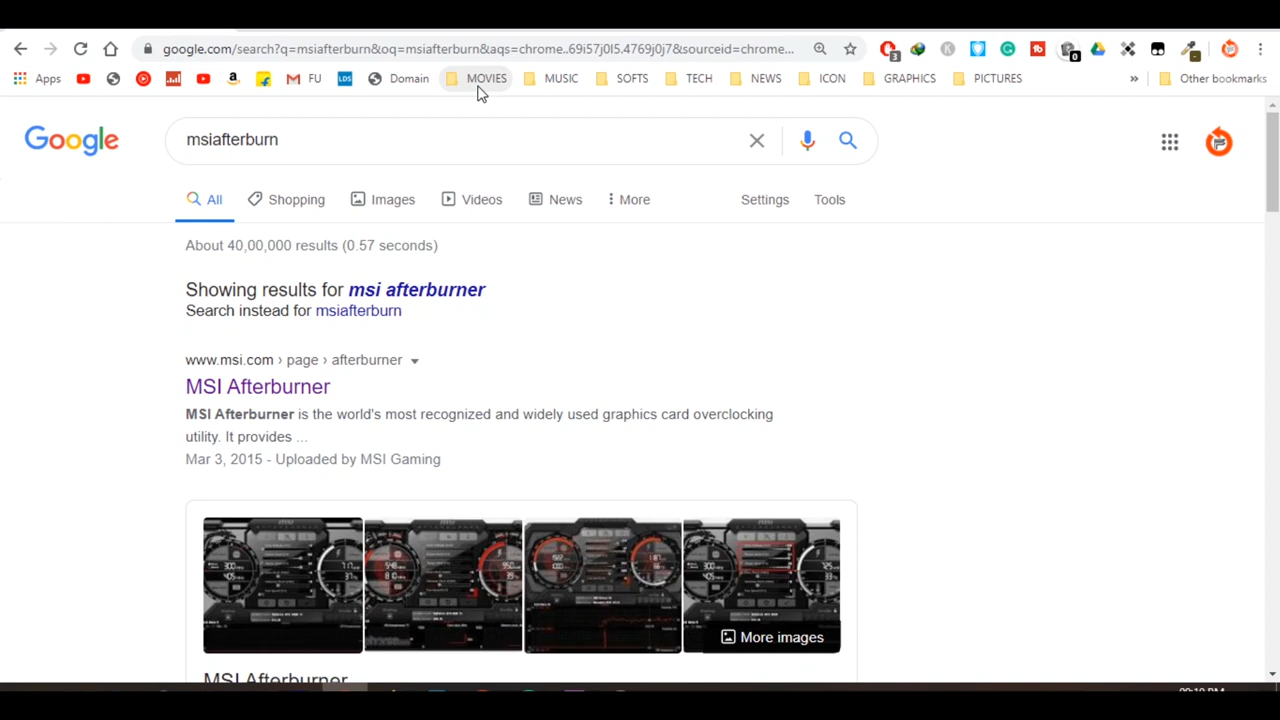 google.com/search?q=msiafterburn&oq=msiafterburn&aqs=chrome..69i57j0l5.4769j0j7&sourceid=chrome...
3
0
Apps FU LDS Domain MOVIES MUSIC SOFTS TECH NEWS ICON GRAPHICS PICTURES » Other bookmarks
Google
msiafterburn
All Shopping Images Videos News More Settings Tools
About 40,00,000 results (0.57 seconds)
Showing results for msi afterburner
Search instead for msiafterburn
www.msi.com › page › afterburner
MSI Afterburner
MSI Afterburner is the world's most recognized and widely used graphics card overclocking
utility. It provides ...
Mar 3, 2015 - Uploaded by MSI Gaming
More images
MSI Afterburner